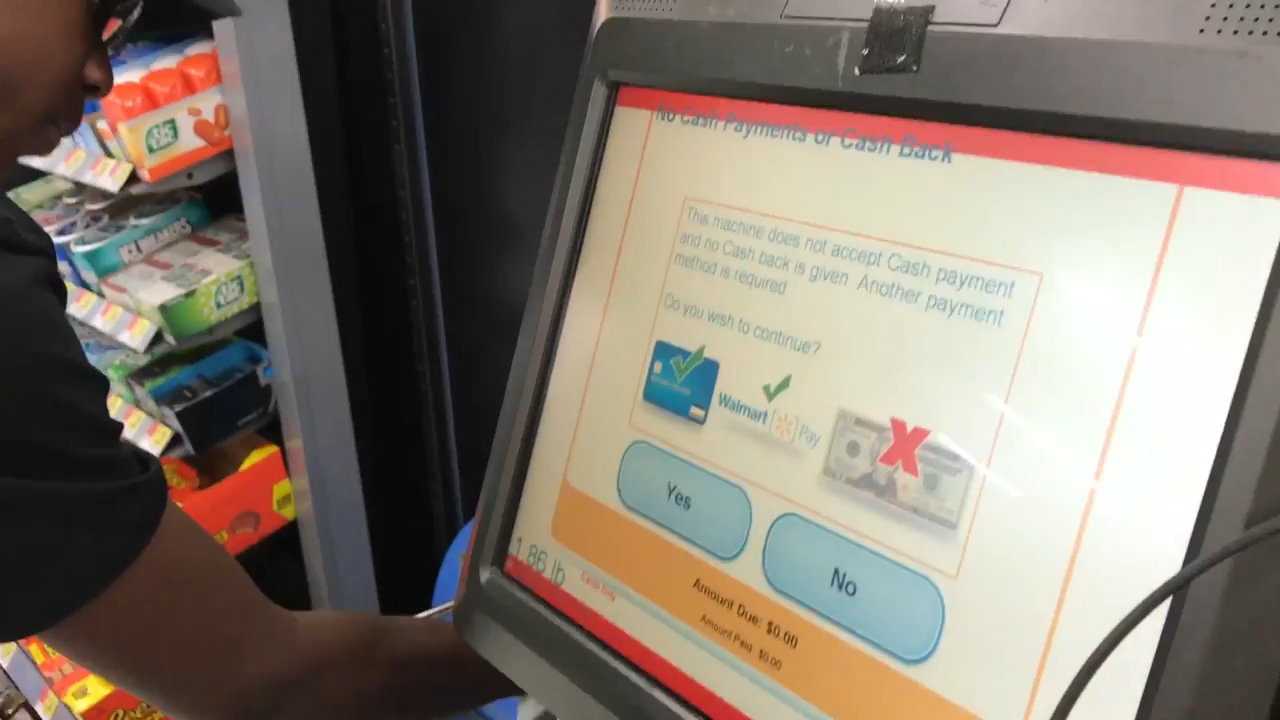 No Cash Payments or Cash Back
This machine does not accept Cash payment
and no Cash back is given. Another payment
method is required
Do you wish to continue?
Walmart Pay
Yes
No
1.86 lb
Amount Due: $0.00
Amount Paid $0.00
tic tac
ICE BREAKERS
tic tac